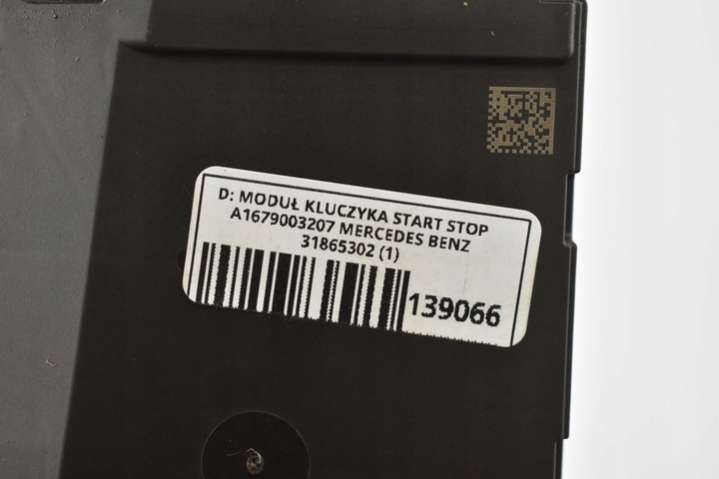 D: MODUŁ KLUCZYKA START STOP
A1679003207 MERCEDES BENZ
31865302 (1)
139066